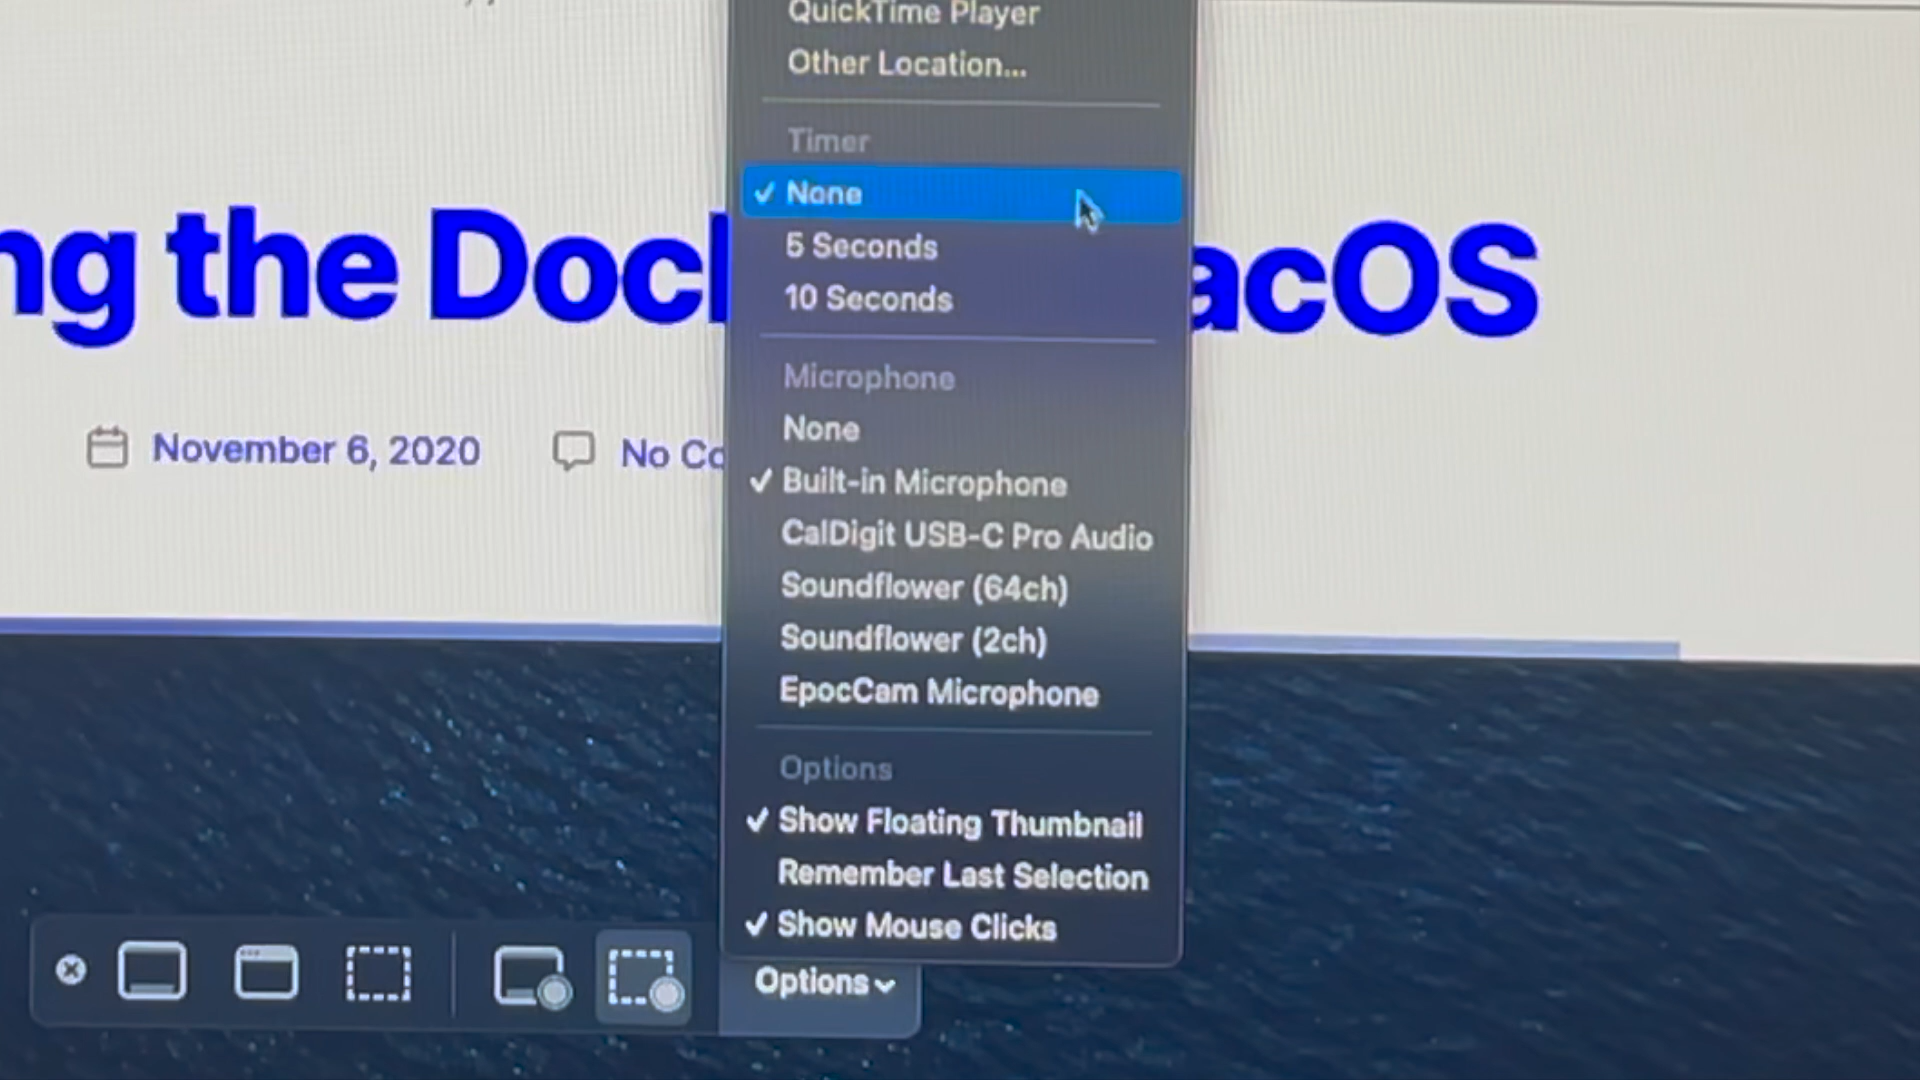 QuickTime Player
Other Location...
Timer
✓ None
5 Seconds
10 Seconds
ng the Doc
acOS
Microphone
None
November 6, 2020
No Co
✓ Built-in Microphone
CalDigit USB-C Pro Audio
Soundflower (64ch)
Soundflower (2ch)
EpocCam Microphone
Options
✓ Show Floating Thumbnail
Remember Last Selection
✓ Show Mouse Clicks
Options